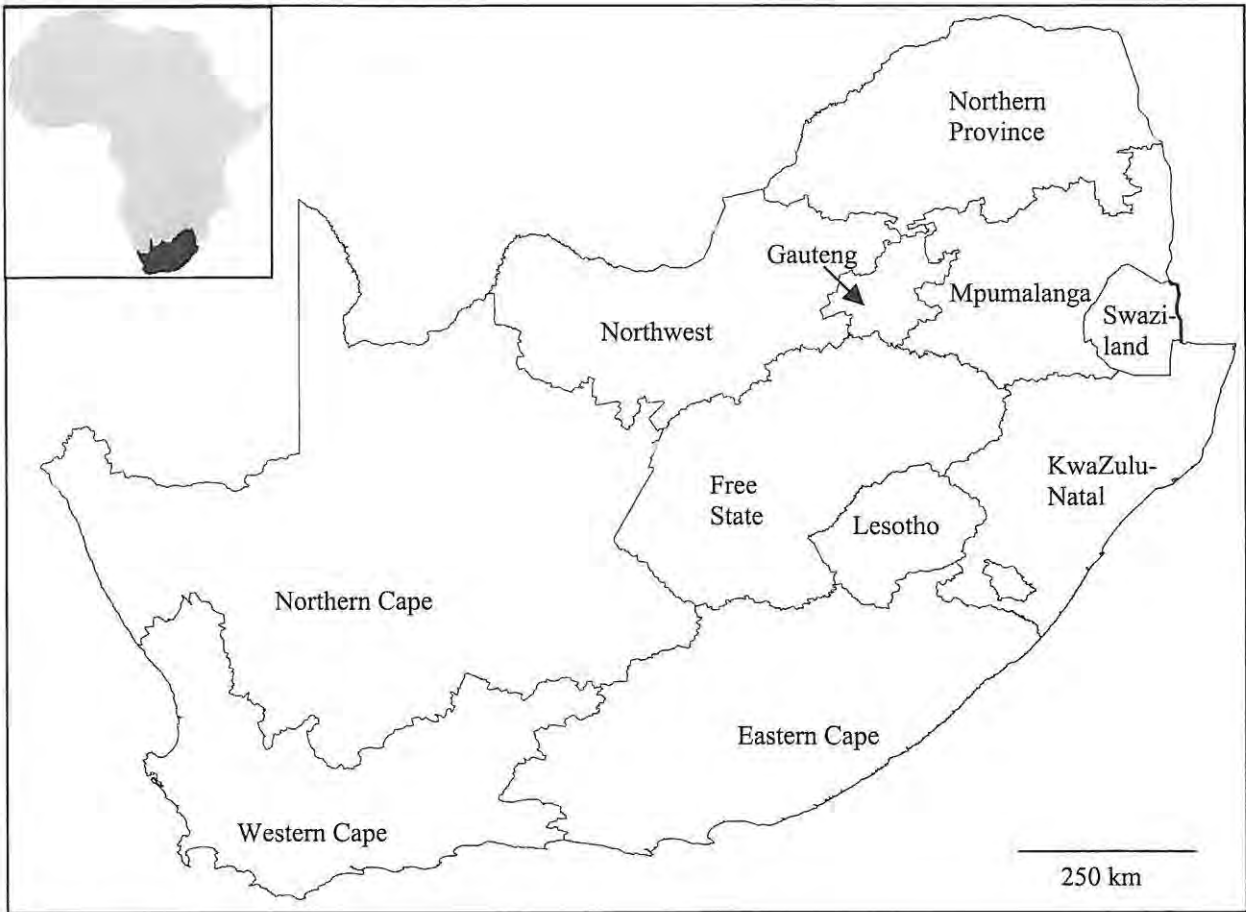 Northern
Province
Gauteng
Mpumalanga
Swazi-
land
Northwest
KwaZulu-
Natal
Free
State
Lesotho
Northern Cape
Eastern Cape
Western Cape
250 km